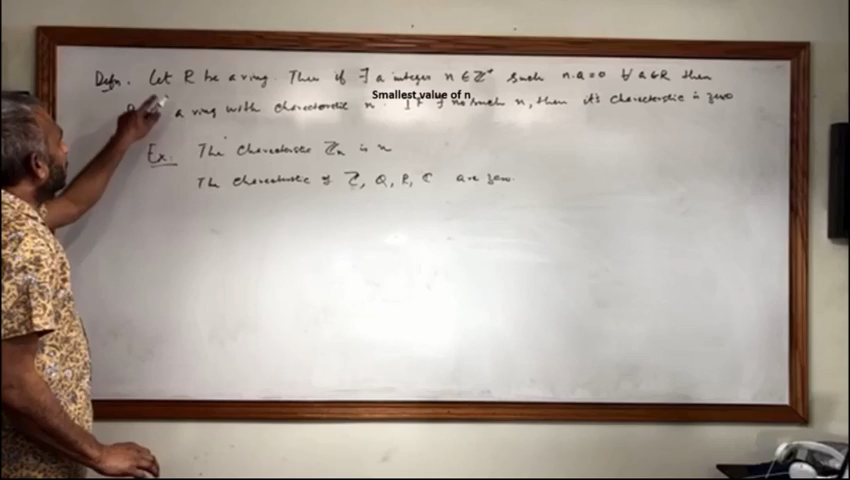 Defn. Let R be a ring. Then if ∃ a integer n ∈ ℤ⁺ such n·a=0 ∀ a∈R then
a ring with characteristic n. If ∄ no such n, then it's characteristic is zero
Smallest value of n
Ex. The characteristic ℤₙ is n
The characteristic of ℤ, Q, R, C are zero.